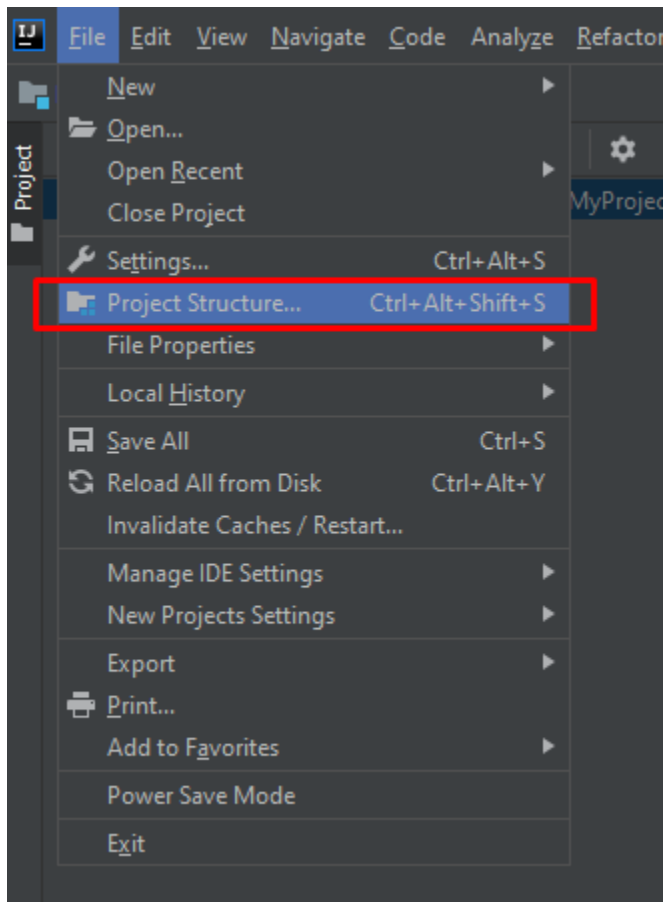 IJ
File Edit View Navigate Code Analyze Refactor
New
Open...
Project
Open Recent
MyProjec
Close Project
Settings... Ctrl+Alt+S
Project Structure... Ctrl+Alt+Shift+S
File Properties
Local History
Save All Ctrl+S
Reload All from Disk Ctrl+Alt+Y
Invalidate Caches / Restart...
Manage IDE Settings
New Projects Settings
Export
Print...
Add to Favorites
Power Save Mode
Exit